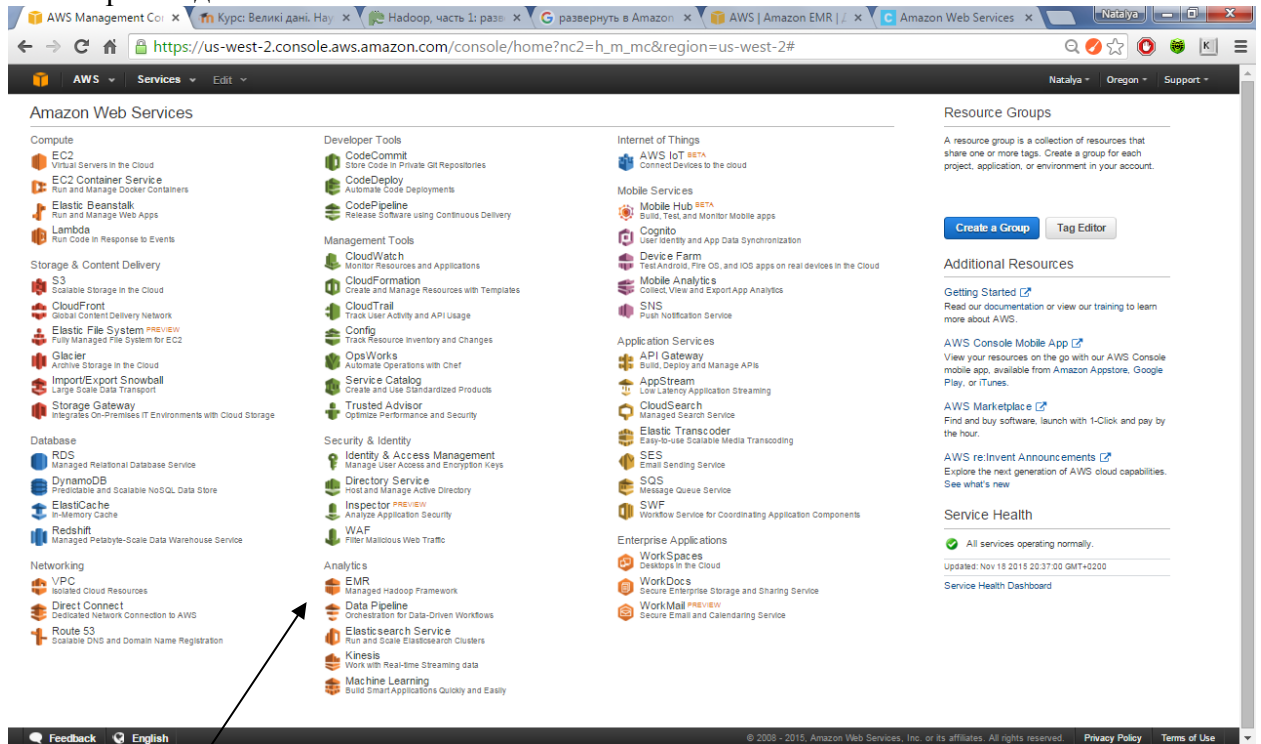 AWS Management Cor
Курс: Великі дані. Нау
Hadoop, часть 1: разв
развернуть в Amazon
AWS | Amazon EMR |
Amazon Web Services
Natalya
https://us-west-2.console.aws.amazon.com/console/home?nc2=h_m_mc&region=us-west-2#
AWS
Services
Edit
Natalya
Oregon
Support
Amazon Web Services
Compute
EC2
Virtual Servers in the Cloud
EC2 Container Service
Run and Manage Docker Containers
Elastic Beanstalk
Run and Manage Web Apps
Lambda
Run Code in Response to Events
Storage & Content Delivery
S3
Scalable Storage in the Cloud
CloudFront
Global Content Delivery Network
Elastic File System PREVIEW
Fully Managed File System for EC2
Glacier
Archive Storage in the Cloud
Import/Export Snowball
Large Scale Data Transport
Storage Gateway
Integrates On-Premises IT Environments with Cloud Storage
Database
RDS
Managed Relational Database Service
DynamoDB
Predictable and Scalable NoSQL Data Store
ElastiCache
In-Memory Cache
Redshift
Managed Petabyte-Scale Data Warehouse Service
Networking
VPC
Isolated Cloud Resources
Direct Connect
Dedicated Network Connection to AWS
Route 53
Scalable DNS and Domain Name Registration
Developer Tools
CodeCommit
Store Code in Private Git Repositories
CodeDeploy
Automate Code Deployments
CodePipeline
Release Software using Continuous Delivery
Management Tools
CloudWatch
Monitor Resources and Applications
CloudFormation
Create and Manage Resources with Templates
CloudTrail
Track User Activity and API Usage
Config
Track Resource Inventory and Changes
OpsWorks
Automate Operations with Chef
Service Catalog
Create and Use Standardized Products
Trusted Advisor
Optimize Performance and Security
Security & Identity
Identity & Access Management
Manage User Access and Encryption Keys
Directory Service
Host and Manage Active Directory
Inspector PREVIEW
Analyze Application Security
WAF
Filter Malicious Web Traffic
Analytics
EMR
Managed Hadoop Framework
Data Pipeline
Orchestration for Data-Driven Workflows
Elasticsearch Service
Run and Scale Elasticsearch Clusters
Kinesis
Work with Real-time Streaming data
Machine Learning
Build Smart Applications Quickly and Easily
Internet of Things
AWS IoT BETA
Connect Devices to the cloud
Mobile Services
Mobile Hub BETA
Build, Test, and Monitor Mobile apps
Cognito
User Identity and App Data Synchronization
Device Farm
Test Android, Fire OS, and iOS apps on real devices in the Cloud
Mobile Analytics
Collect, View and Export App Analytics
SNS
Push Notification Service
Application Services
API Gateway
Build, Deploy and Manage APIs
AppStream
Low Latency Application Streaming
CloudSearch
Managed Search Service
Elastic Transcoder
Easy-to-use Scalable Media Transcoding
SES
Email Sending Service
SQS
Message Queue Service
SWF
Workflow Service for Coordinating Application Components
Enterprise Applications
WorkSpaces
Desktops in the Cloud
WorkDocs
Secure Enterprise Storage and Sharing Service
WorkMail PREVIEW
Secure Email and Calendaring Service
Resource Groups
A resource group is a collection of resources that
share one or more tags. Create a group for each
project, application, or environment in your account.
Create a Group
Tag Editor
Additional Resources
Getting Started
Read our documentation or view our training to learn
more about AWS.
AWS Console Mobile App
View your resources on the go with our AWS Console
mobile app, available from Amazon Appstore, Google
Play, or iTunes.
AWS Marketplace
Find and buy software, launch with 1-Click and pay by
the hour.
AWS re:Invent Announcements
Explore the next generation of AWS cloud capabilities.
See what's new
Service Health
All services operating normally.
Updated: Nov 18 2015 20:37:00 GMT+0200
Service Health Dashboard
Feedback
English
© 2008 - 2015, Amazon Web Services, Inc. or its affiliates. All rights reserved.
Privacy Policy
Terms of Use